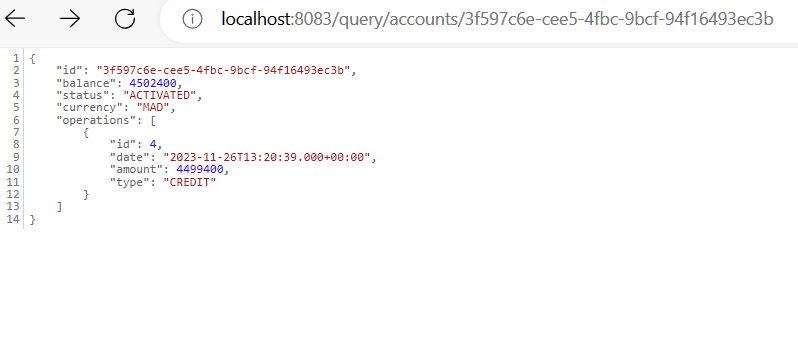 localhost:8083/query/accounts/3f597c6e-cee5-4fbc-9bcf-94f16493ec3b
1 {
2 "id": "3f597c6e-cee5-4fbc-9bcf-94f16493ec3b",
3 "balance": 4502400,
4 "status": "ACTIVATED",
5 "currency": "MAD",
6 "operations": [
7 {
8 "id": 4,
9 "date": "2023-11-26T13:20:39.000+00:00",
10 "amount": 4499400,
11 "type": "CREDIT"
12 }
13 ]
14 }